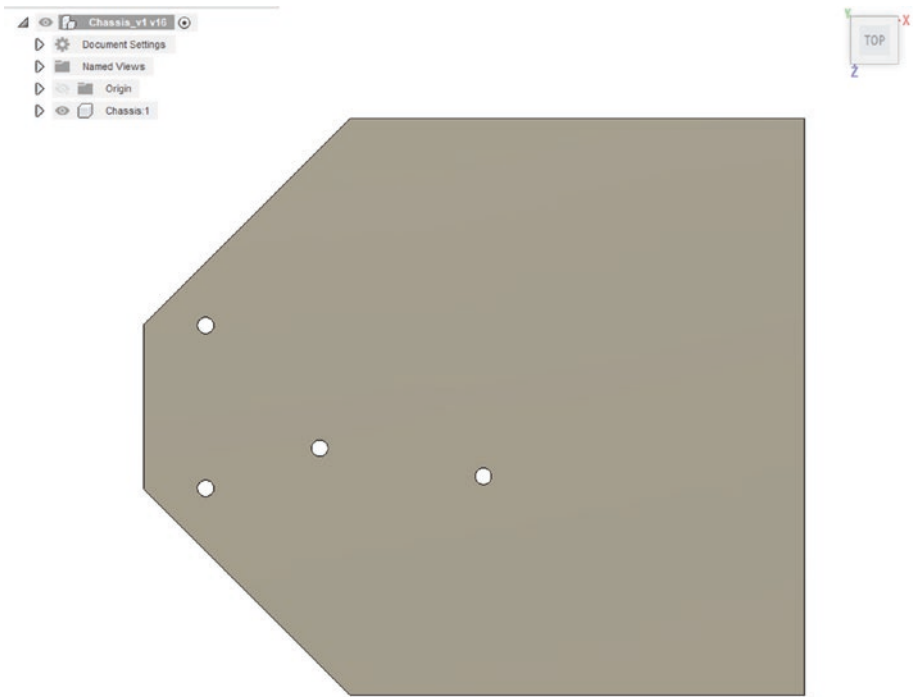 Chassis_v1 v16
Document Settings
Named Views
Origin
Chassis:1
Y
X
TOP
Z